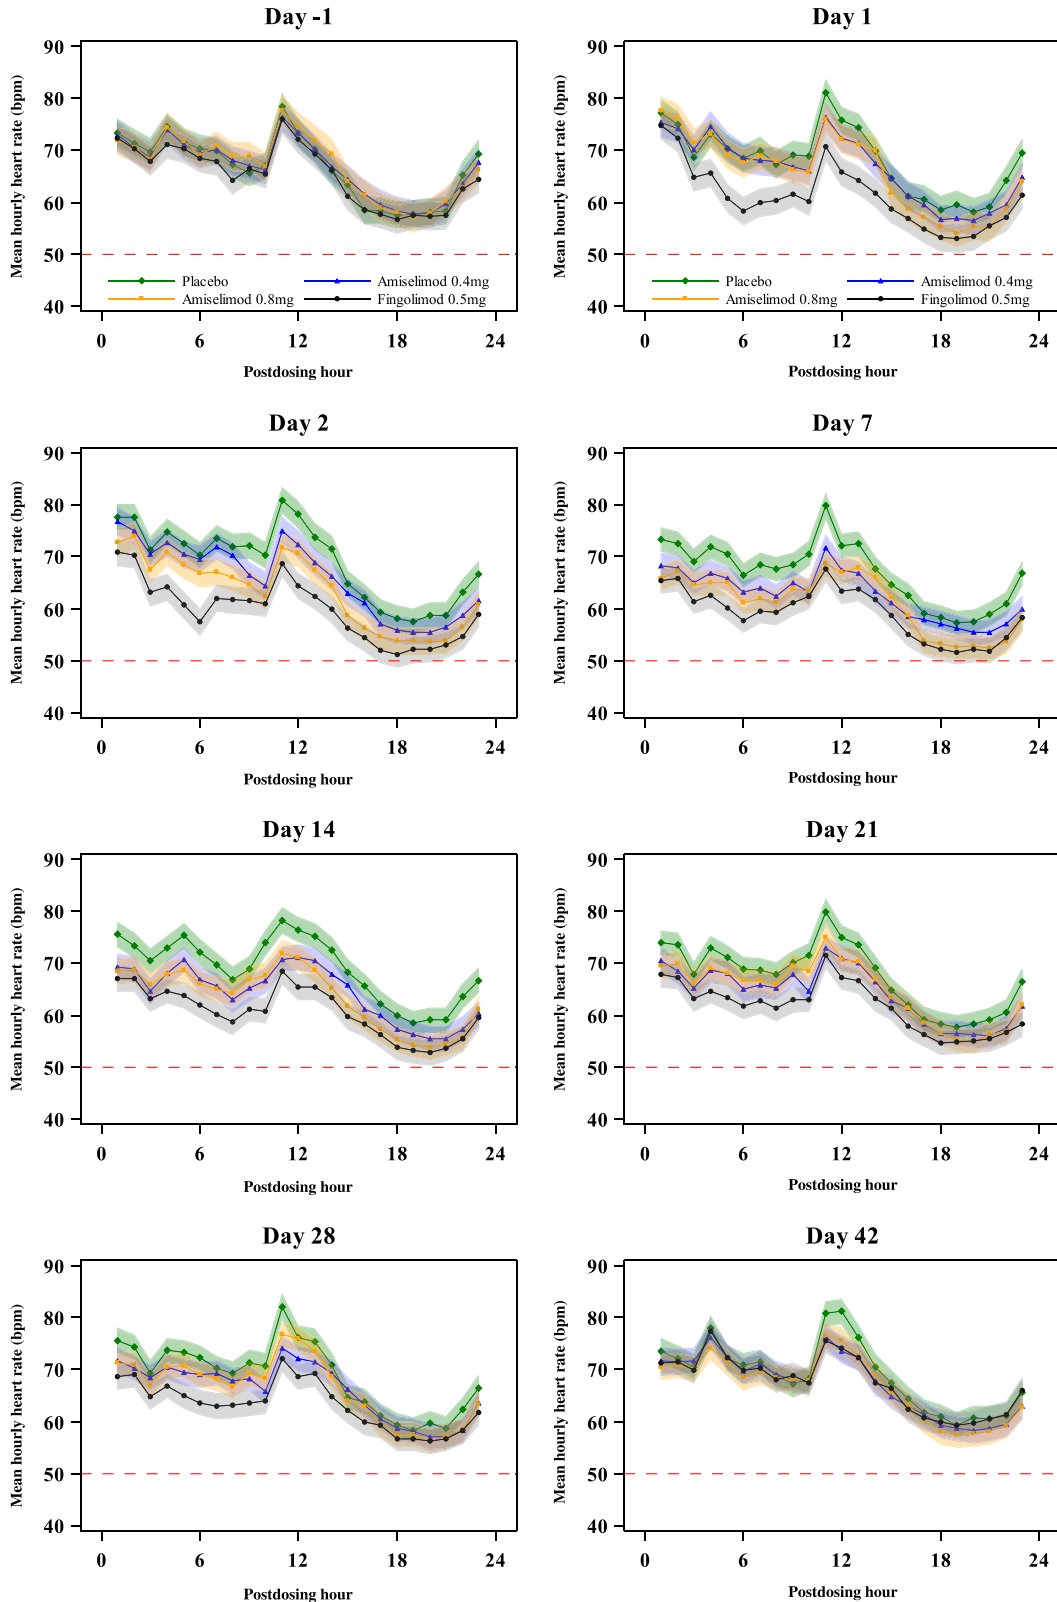 Day -1
Mean hourly heart rate (bpm)
90
80
70
60
50
40
Placebo
Amiselimod 0.4mg
Amiselimod 0.8mg
Fingolimod 0.5mg
0 6 12 18 24
Postdosing hour
Day 1
Mean hourly heart rate (bpm)
90
80
70
60
50
40
Placebo
Amiselimod 0.4mg
Amiselimod 0.8mg
Fingolimod 0.5mg
0 6 12 18 24
Postdosing hour
Day 2
Mean hourly heart rate (bpm)
90
80
70
60
50
40
0 6 12 18 24
Postdosing hour
Day 7
Mean hourly heart rate (bpm)
90
80
70
60
50
40
0 6 12 18 24
Postdosing hour
Day 14
Mean hourly heart rate (bpm)
90
80
70
60
50
40
0 6 12 18 24
Postdosing hour
Day 21
Mean hourly heart rate (bpm)
90
80
70
60
50
40
0 6 12 18 24
Postdosing hour
Day 28
Mean hourly heart rate (bpm)
90
80
70
60
50
40
0 6 12 18 24
Postdosing hour
Day 42
Mean hourly heart rate (bpm)
90
80
70
60
50
40
0 6 12 18 24
Postdosing hour